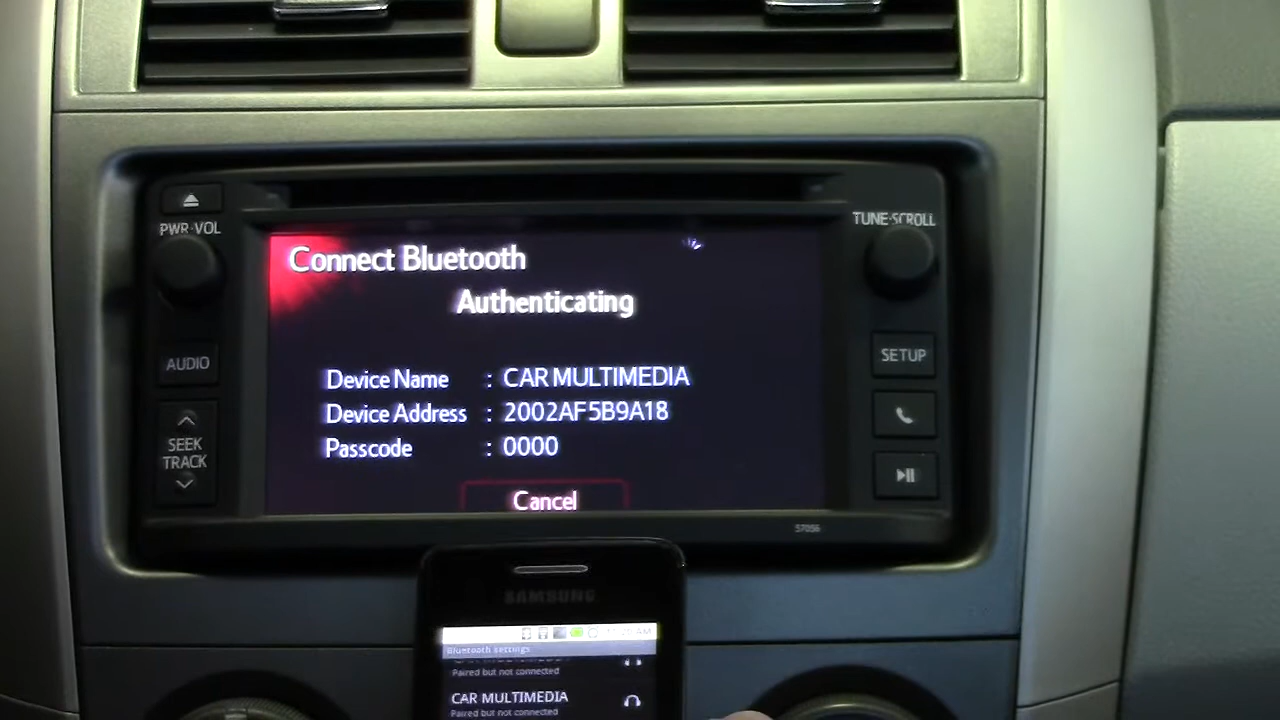 PWR·VOL
TUNE·SCROLL
Connect Bluetooth
Authenticating
AUDIO
SETUP
Device Name : CAR MULTIMEDIA
Device Address : 2002AF5B9A18
Passcode : 0000
SEEK
TRACK
Cancel
57056
SAMSUNG
Bluetooth settings
Paired but not connected
CAR MULTIMEDIA
Paired but not connected